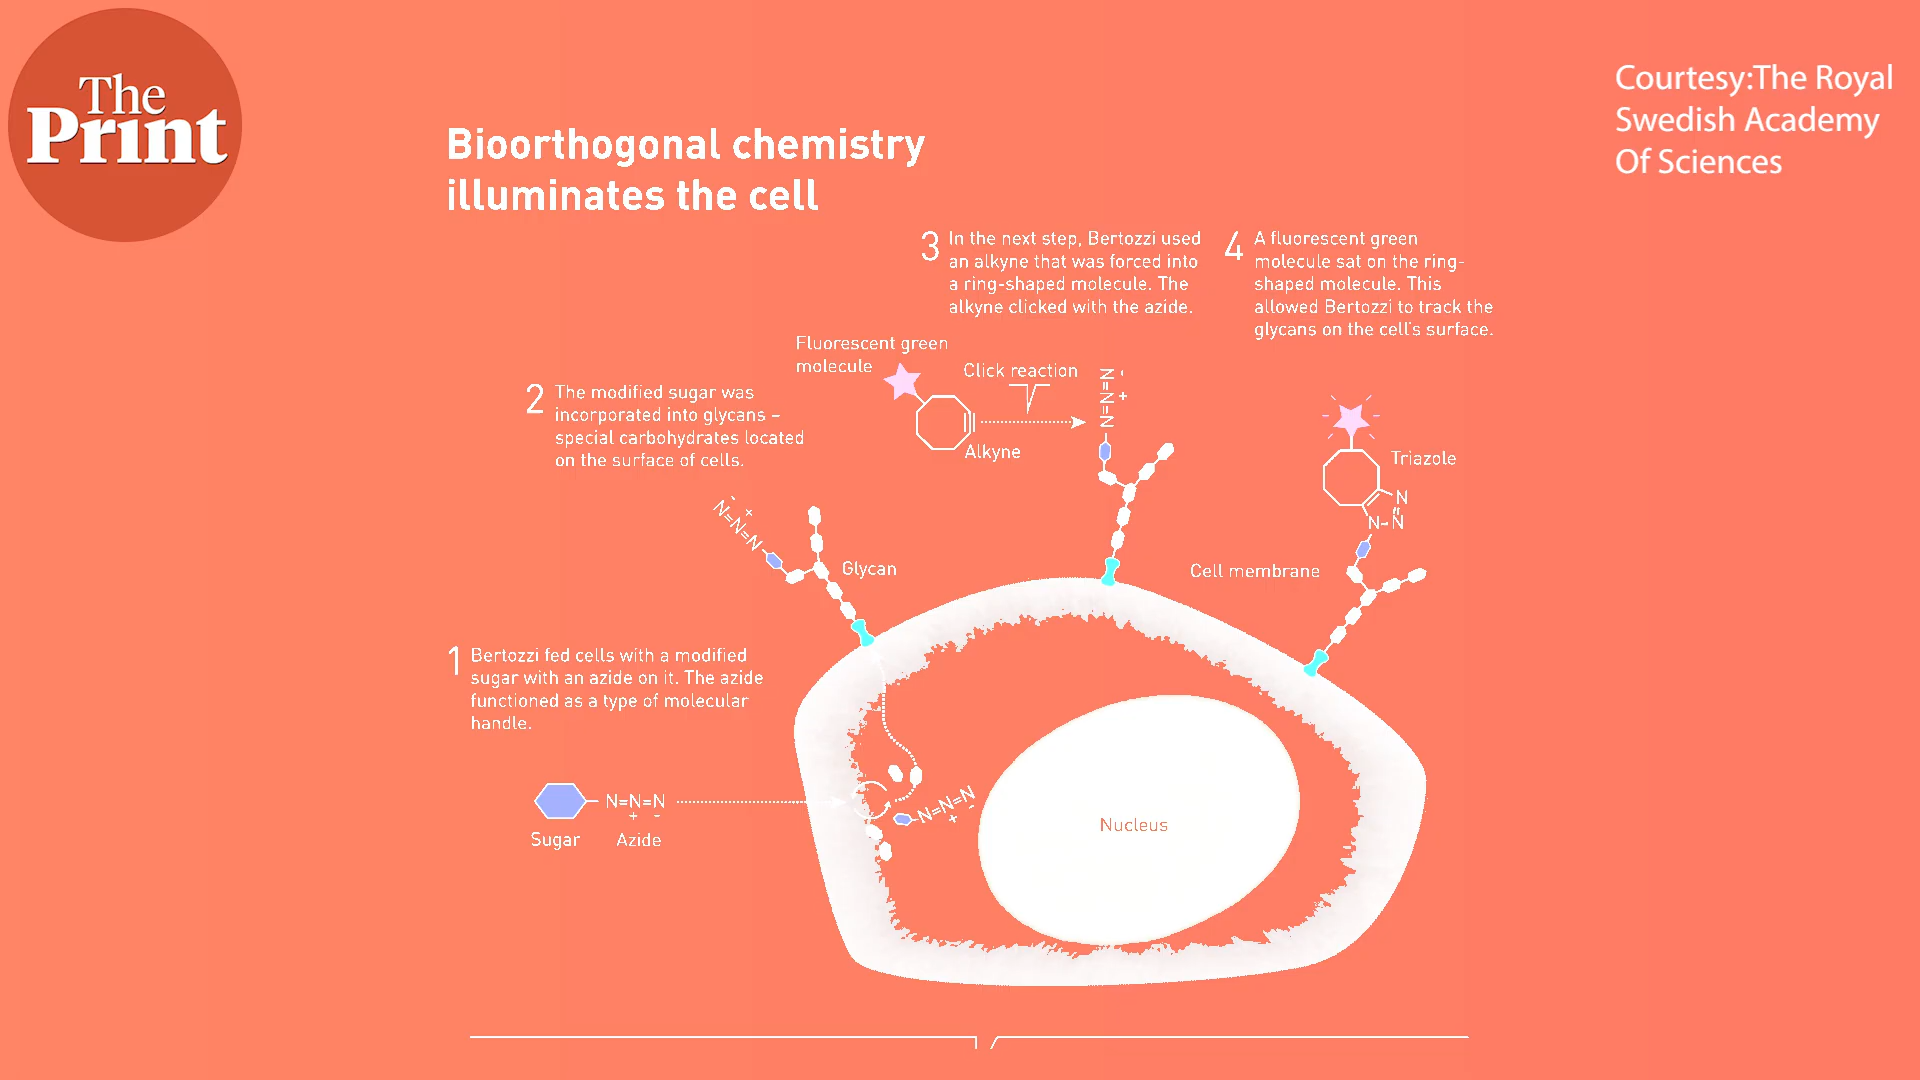 The
Print
Courtesy:The Royal
Swedish Academy
Of Sciences
Bioorthogonal chemistry
illuminates the cell
3 In the next step, Bertozzi used
an alkyne that was forced into
a ring-shaped molecule. The
alkyne clicked with the azide.
4 A fluorescent green
molecule sat on the ring-
shaped molecule. This
allowed Bertozzi to track the
glycans on the cell's surface.
Fluorescent green
molecule
Click reaction
N=N=N
+ -
Alkyne
2 The modified sugar was
incorporated into glycans –
special carbohydrates located
on the surface of cells.
Triazole
N
N-N
N=N=N
+ -
Glycan
Cell membrane
1 Bertozzi fed cells with a modified
sugar with an azide on it. The azide
functioned as a type of molecular
handle.
N=N=N
+ -
Sugar
Azide
N=N=N
+ -
Nucleus